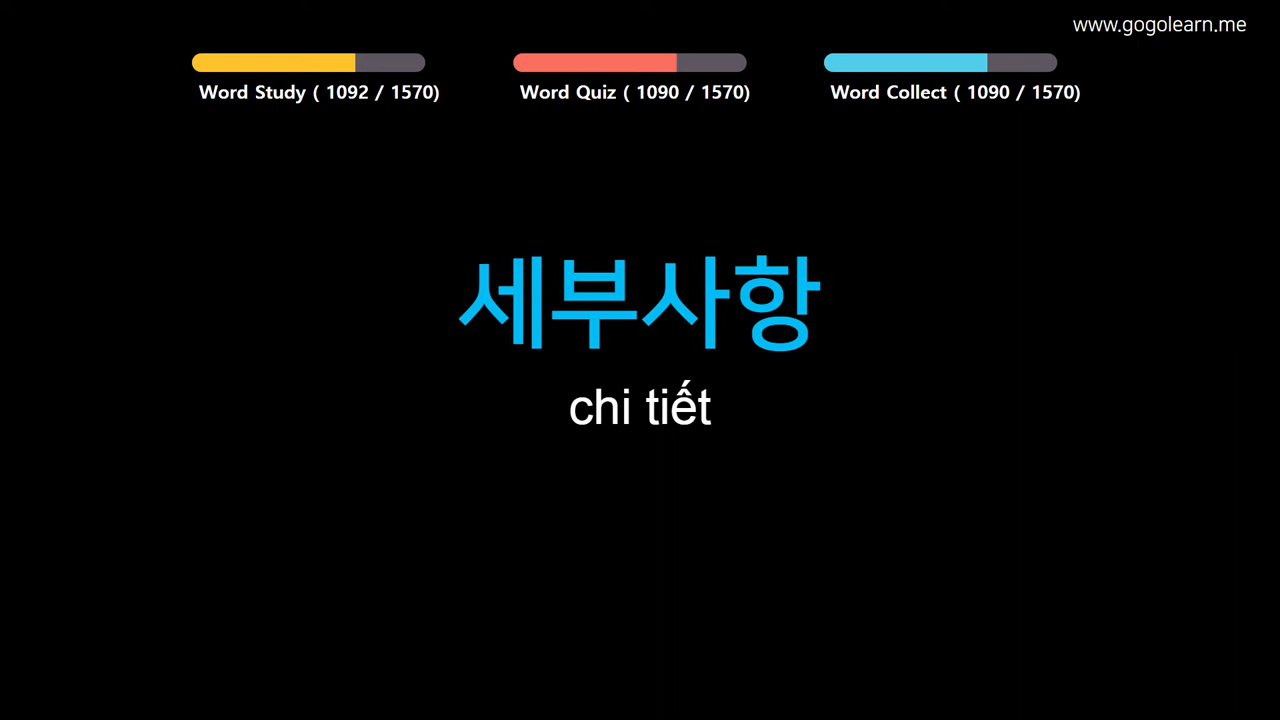 www.gogolearn.me
Word Study ( 1092 / 1570)
Word Quiz ( 1090 / 1570)
Word Collect ( 1090 / 1570)
세부사항
chi tiết